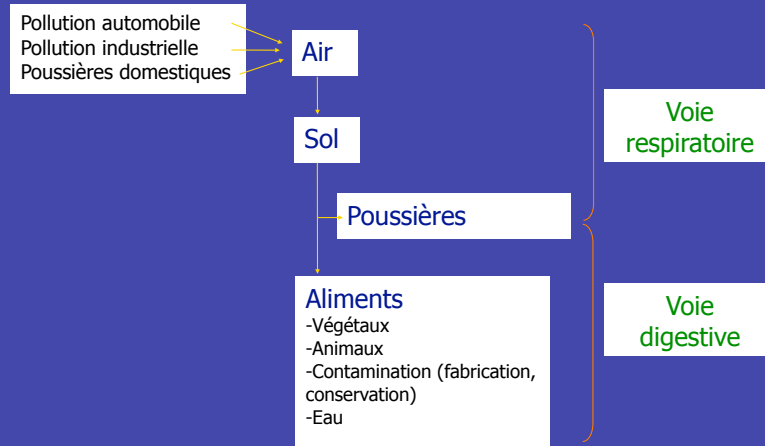 Pollution automobile
Pollution industrielle
Poussières domestiques
Air
Sol
Voie
respiratoire
Poussières
Aliments
-Végétaux
-Animaux
-Contamination (fabrication,
conservation)
-Eau
Voie
digestive